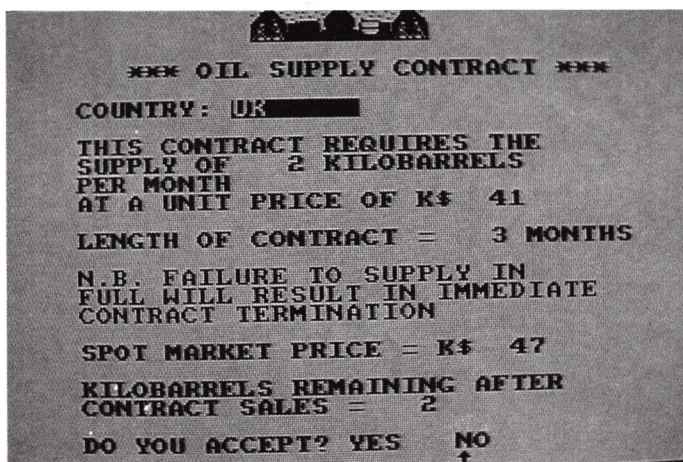 *** OIL SUPPLY CONTRACT ***
COUNTRY: UK
THIS CONTRACT REQUIRES THE
SUPPLY OF 2 KILOBARRELS
PER MONTH
AT A UNIT PRICE OF K$ 41
LENGTH OF CONTRACT = 3 MONTHS
N.B. FAILURE TO SUPPLY IN
FULL WILL RESULT IN IMMEDIATE
CONTRACT TERMINATION
SPOT MARKET PRICE = K$ 47
KILOBARRELS REMAINING AFTER
CONTRACT SALES = 2
DO YOU ACCEPT? YES NO